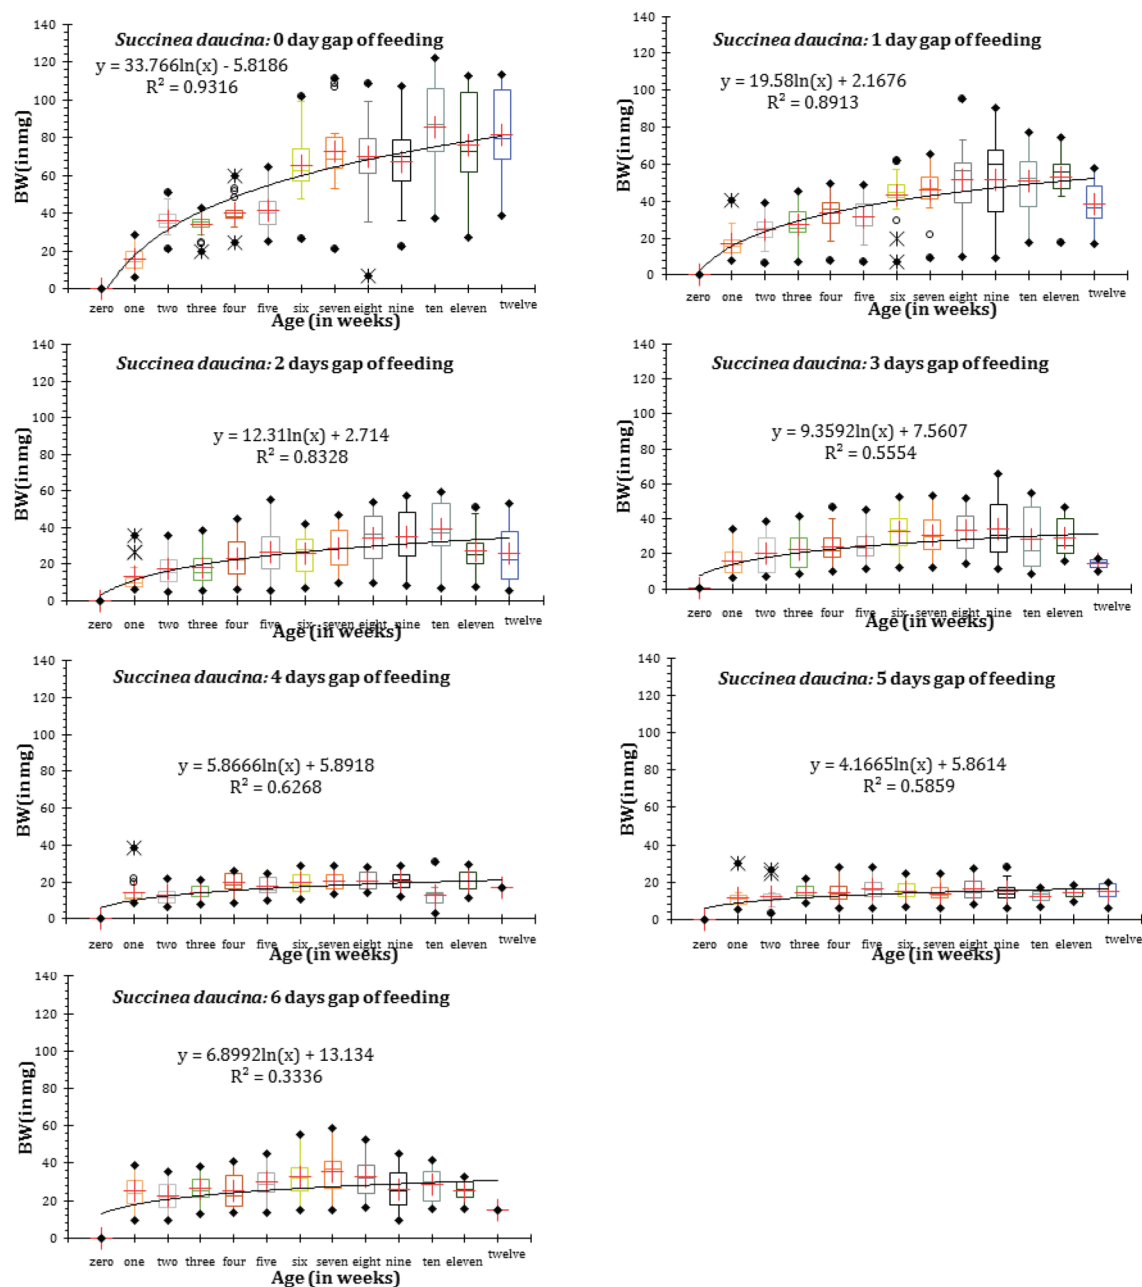 Succinea daucina: 0 day gap of feeding
y = 33.766ln(x) - 5.8186
R² = 0.9316
BW(in mg)
140
120
100
80
60
40
20
0
zero one two three four five six seven eight nine ten eleven twelve
Age (in weeks)
Succinea daucina: 1 day gap of feeding
y = 19.58ln(x) + 2.1676
R² = 0.8913
BW(in mg)
140
120
100
80
60
40
20
0
zero one two three four five six seven eight nine ten eleven twelve
Age (in weeks)
Succinea daucina: 2 days gap of feeding
y = 12.31ln(x) + 2.714
R² = 0.8328
BW(in mg)
140
120
100
80
60
40
20
0
zero one two three four five six seven eight nine ten eleven twelve
Age (in weeks)
Succinea daucina: 3 days gap of feeding
y = 9.3592ln(x) + 7.5607
R² = 0.5554
BW(in mg)
140
120
100
80
60
40
20
0
zero one two three four five six seven eight nine ten eleven twelve
Age (in weeks)
Succinea daucina: 4 days gap of feeding
y = 5.8666ln(x) + 5.8918
R² = 0.6268
BW(in mg)
140
120
100
80
60
40
20
0
zero one two three four five six seven eight nine ten eleven twelve
Age (in weeks)
Succinea daucina: 5 days gap of feeding
y = 4.1665ln(x) + 5.8614
R² = 0.5859
BW(in mg)
140
120
100
80
60
40
20
0
zero one two three four five six seven eight nine ten eleven twelve
Age (in weeks)
Succinea daucina: 6 days gap of feeding
y = 6.8992ln(x) + 13.134
R² = 0.3336
BW(in mg)
140
120
100
80
60
40
20
0
zero one two three four five six seven eight nine ten eleven twelve
Age (in weeks)